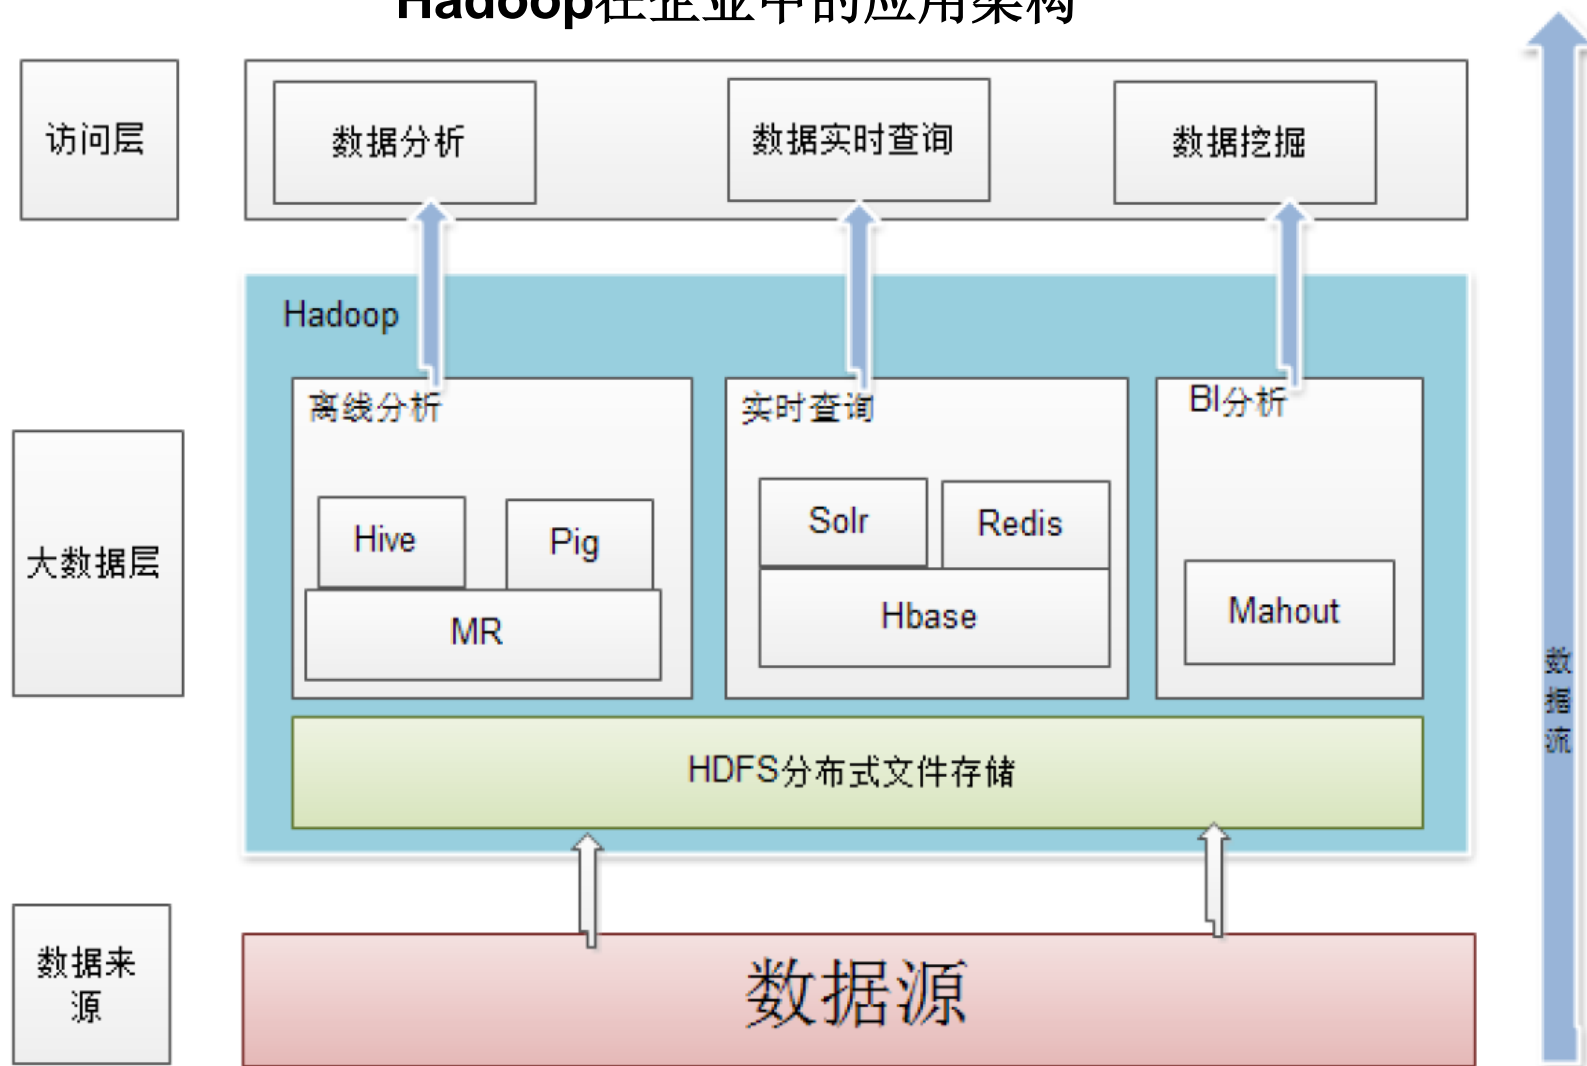 Hadoop在企业中的应用架构
访问层
数据分析
数据实时查询
数据挖掘
Hadoop
离线分析
实时查询
BI分析
大数据层
Hive
Pig
MR
Solr
Redis
Hbase
Mahout
HDFS分布式文件存储
数据来
源
数据源
数
据
流